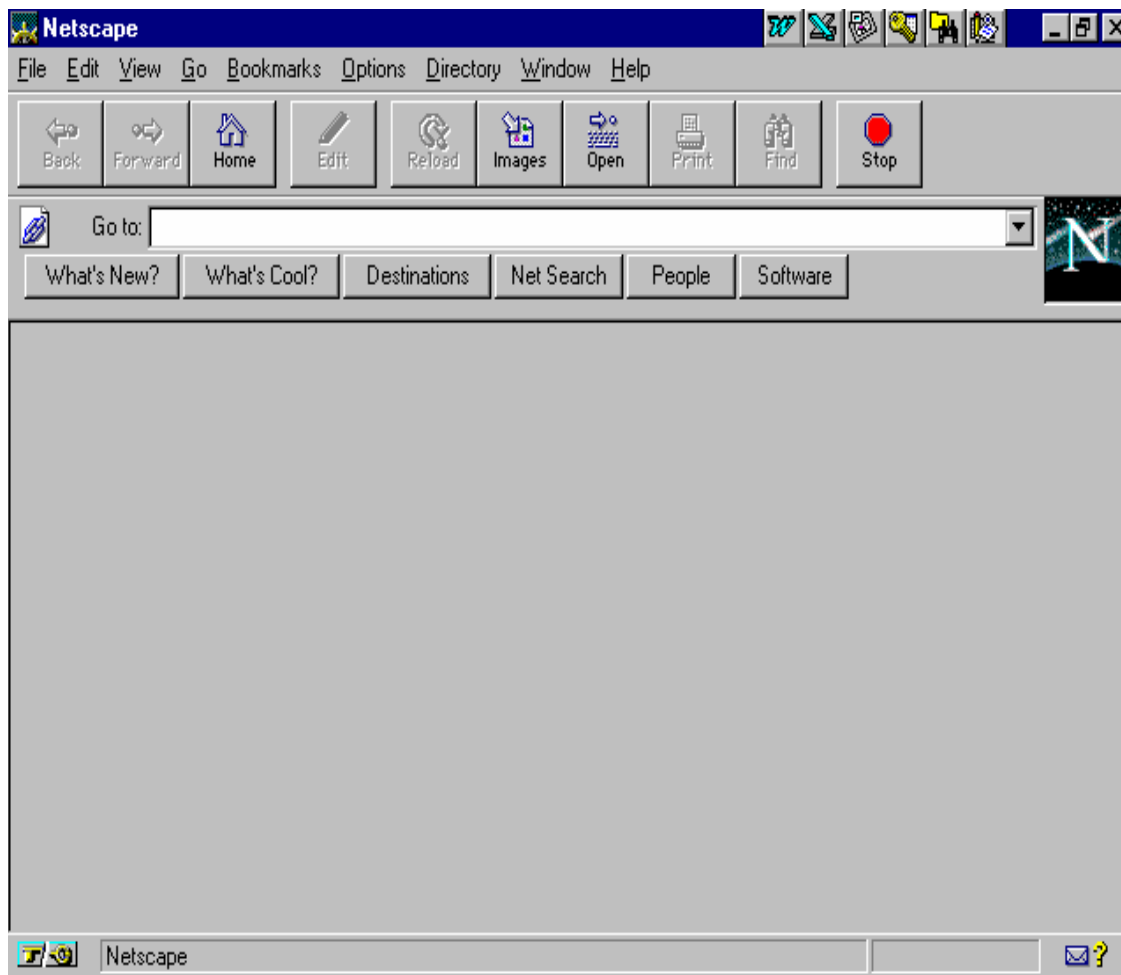 Netscape
File Edit View Go Bookmarks Options Directory Window Help
Back Forward Home Edit Reload Images Open Print Find Stop
Go to:
N
What's New? What's Cool? Destinations Net Search People Software
Netscape